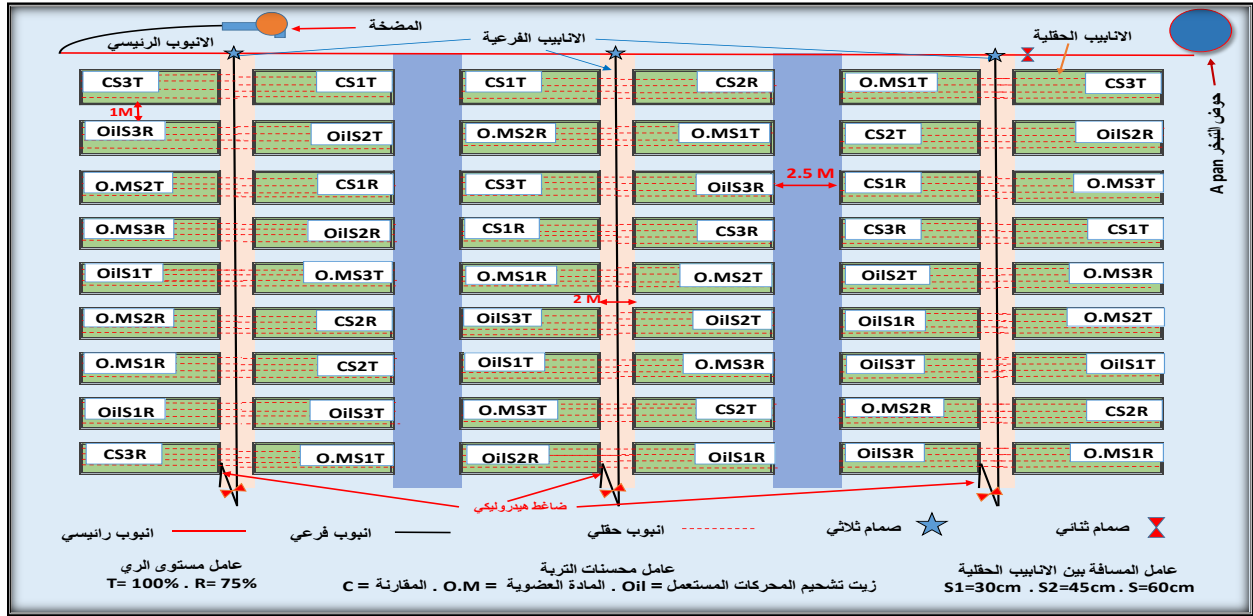 المضخة
الانبوب الرئيسي
الانابيب الفرعية
الانابيب الحقلية
حوض التبخر A pan
CS3T CS1T CS1T CS2R O.MS1T CS3T
1M
OilS3R OilS2T O.MS2R O.MS1T CS2T OilS2R
2.5 M
O.MS2T CS1R CS3T OilS3R CS1R O.MS3T
O.MS3R OilS2R CS1R CS3R CS3R CS1T
OilS1T O.MS3T O.MS1R O.MS2T OilS2T O.MS3R
2 M
O.MS2R CS2R OilS3T OilS2T OilS1R O.MS2T
O.MS1R CS2T OilS1T O.MS3R OilS3T OilS1T
OilS1R OilS3T O.MS3T CS2T O.MS2R CS2R
CS3R O.MS1T OilS2R OilS1R OilS3R O.MS1R
ضاغط هيدروليكي
صمام ثنائي
صمام ثلاثي
انبوب حقلي
انبوب فرعي
انبوب رائيسي
عامل المسافة بين الانابيب الحقلية
S1=30cm . S2=45cm . S=60cm
عامل محسنات التربة
زيت تشحيم المحركات المستعمل = Oil . المادة العضوية = O.M . المقارنة = C
عامل مستوى الري
T= 100% . R= 75%